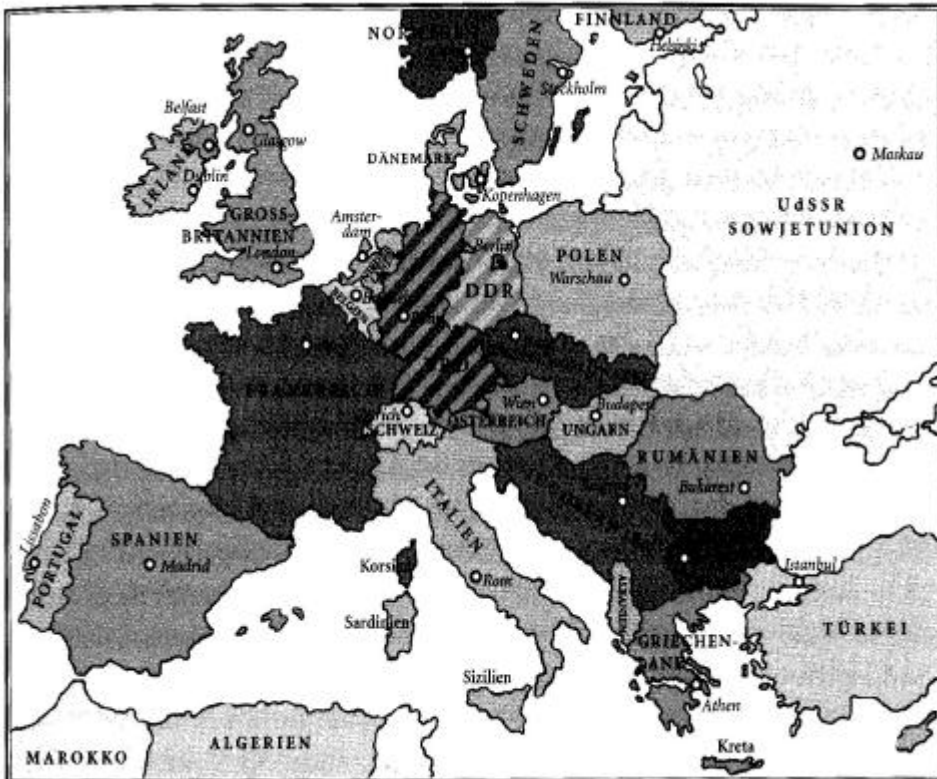 FINNLAND
Helsinki
SCHWEDEN
Stockholm
Belfast
Glasgow
IRLAND
Dublin
GROSS-
BRITANNIEN
London
DÄNEMARK
Kopenhagen
Moskau
UdSSR
SOWJETUNION
Amster-
dam
BELGIEN
Berlin
DDR
POLEN
Warschau
FRANKREICH
SCHWEIZ
Wien
ÖSTERREICH
Budapest
UNGARN
RUMÄNIEN
Bukarest
ITALIEN
Rom
Lissabon
PORTUGAL
SPANIEN
Madrid
Korsika
Sardinien
Sizilien
ALBANIEN
GRIECHEN-
LAND
Athen
Kreta
Istanbul
TÜRKEI
MAROKKO
ALGERIEN